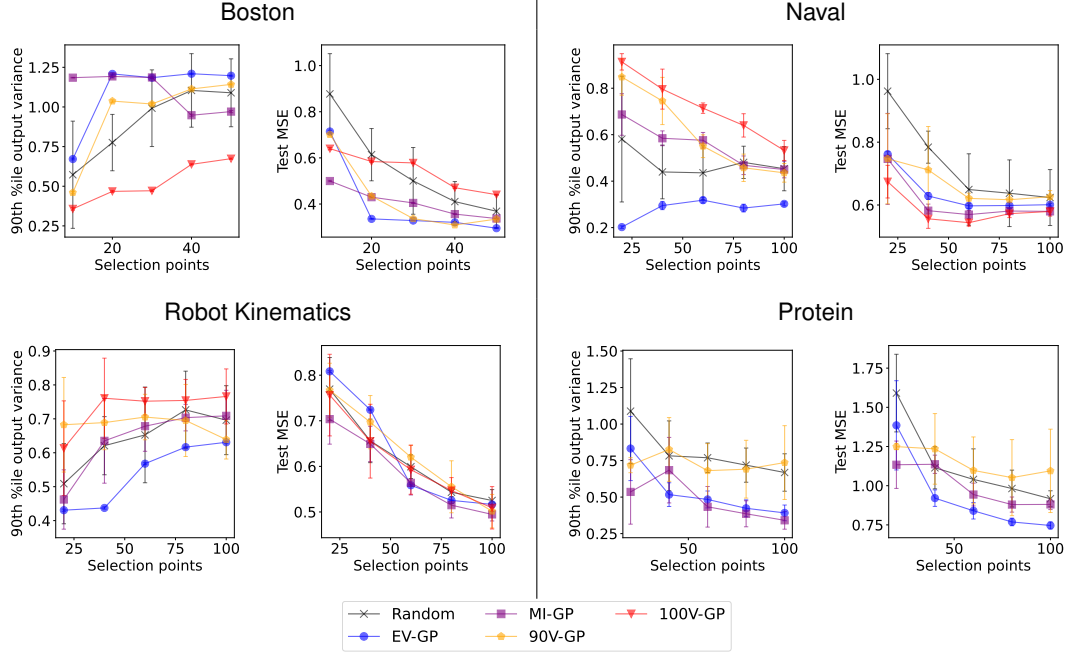 Boston
Naval
90th %ile output variance
1.25
1.00
0.75
0.50
0.25
20
40
Selection points
Test MSE
0.8
0.6
0.4
20
40
Selection points
90th %ile output variance
0.8
0.6
0.4
0.2
25
50
75
100
Selection points
Test MSE
1.0
0.8
0.6
25
50
75
100
Selection points
Robot Kinematics
Protein
90th %ile output variance
0.9
0.8
0.7
0.6
0.5
0.4
25
50
75
100
Selection points
Test MSE
0.8
0.7
0.6
0.5
25
50
75
100
Selection points
90th %ile output variance
1.50
1.25
1.00
0.75
0.50
0.25
50
100
Selection points
Test MSE
1.75
1.50
1.25
1.00
0.75
50
100
Selection points
Random
MI-GP
100V-GP
EV-GP
90V-GP